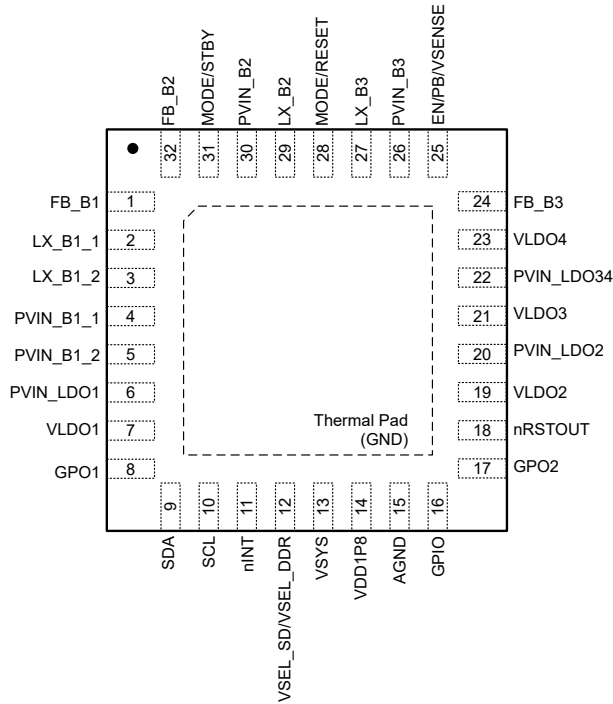 FB_B2
MODE/STBY
PVIN_B2
LX_B2
MODE/RESET
LX_B3
PVIN_B3
EN/PB/VSENSE
32
31
30
29
28
27
26
25
FB_B1 1
LX_B1_1 2
LX_B1_2 3
PVIN_B1_1 4
PVIN_B1_2 5
PVIN_LDO1 6
VLDO1 7
GPO1 8
24 FB_B3
23 VLDO4
22 PVIN_LDO34
21 VLDO3
20 PVIN_LDO2
19 VLDO2
18 nRSTOUT
17 GPO2
Thermal Pad
(GND)
9
10
11
12
13
14
15
16
SDA
SCL
nINT
VSEL_SD/VSEL_DDR
VSYS
VDD1P8
AGND
GPIO